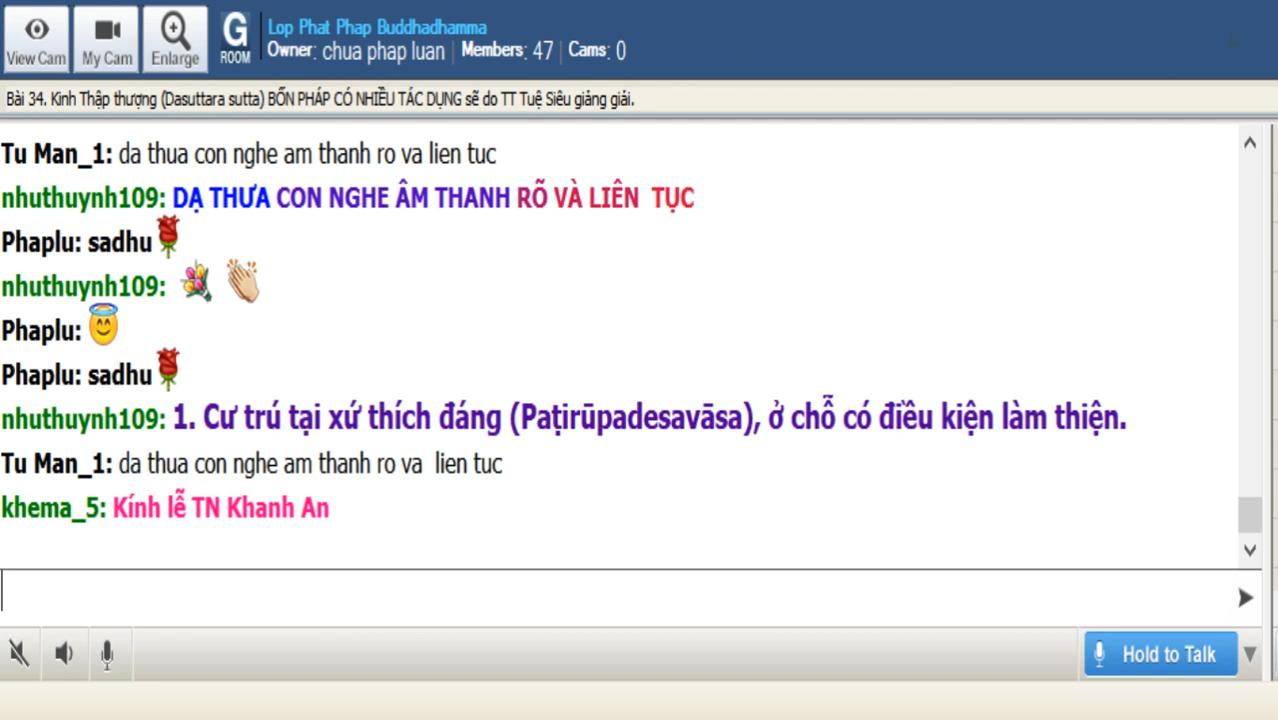 View Cam
My Cam
Enlarge
G
ROOM
Lop Phat Phap Buddhadhamma
Owner: chua phap luan | Members: 47 | Cams: 0
Bài 34. Kinh Thập thượng (Dasuttara sutta) BỐN PHÁP CÓ NHIỀU TÁC DỤNG sẽ do TT Tuệ Siêu giảng giải.
Tu Man_1: da thua con nghe am thanh ro va lien tuc
nhuthuynh109: DẠ THƯA CON NGHE ÂM THANH RÕ VÀ LIÊN TỤC
Phaplu: sadhu
nhuthuynh109:
Phaplu:
Phaplu: sadhu
nhuthuynh109: 1. Cư trú tại xứ thích đáng (Paṭirūpadesavāsa), ở chỗ có điều kiện làm thiện.
Tu Man_1: da thua con nghe am thanh ro va lien tuc
khema_5: Kính lễ TN Khanh An
Hold to Talk